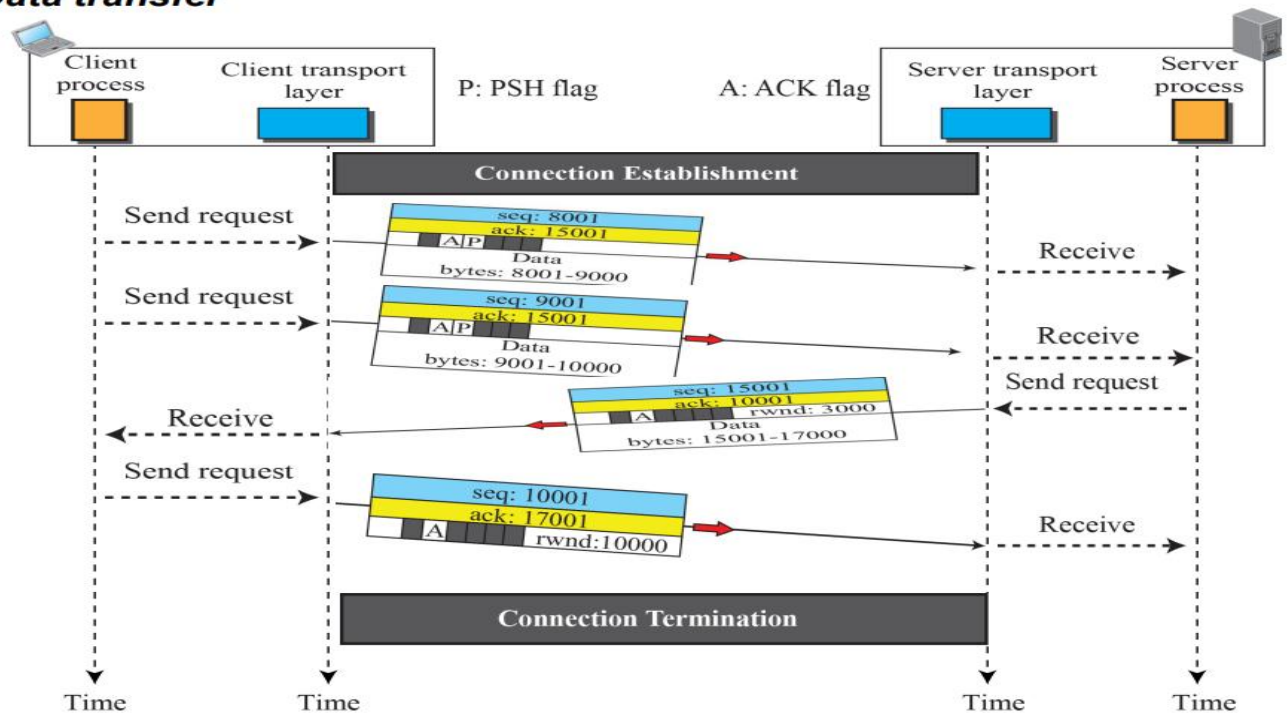 Data transfer
Client process
Client transport layer
P: PSH flag
A: ACK flag
Server transport layer
Server process
Connection Establishment
Send request
seq: 8001
ack: 15001
A P
Data
bytes: 8001-9000
Receive
Send request
seq: 9001
ack: 15001
A P
Data
bytes: 9001-10000
Receive
Send request
seq: 15001
ack: 10001
A rwnd: 3000
Data
bytes: 15001-17000
Receive
Send request
seq: 10001
ack: 17001
A rwnd:10000
Receive
Connection Termination
Time
Time
Time
Time